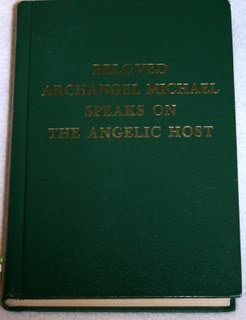 BELOVED
ARCHANGEL MICHAEL
SPEAKS ON
THE ANGELIC HOST